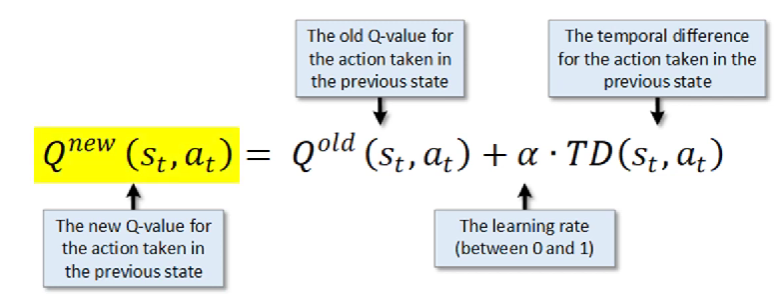 The old Q-value for
the action taken in
the previous state
The temporal difference
for the action taken in the
previous state
Q^new (s_t, a_t) = Q^old (s_t, a_t) + α · TD(s_t, a_t)
The new Q-value for
the action taken in
the previous state
The learning rate
(between 0 and 1)